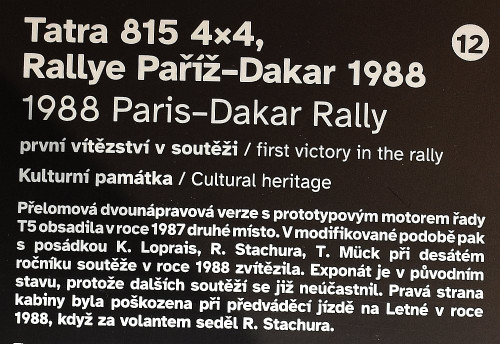 Tatra 815 4×4,
Rallye Paříž–Dakar 1988
12
1988 Paris–Dakar Rally
první vítězství v soutěži / first victory in the rally
Kulturní památka / Cultural heritage
Přelomová dvounápravová verze s prototypovým motorem řady
T5 obsadila v roce 1987 druhé místo. V modifikované podobě pak
s posádkou K. Loprais, R. Stachura, T. Mück při desátém
ročníku soutěže v roce 1988 zvítězila. Exponát je v původním
stavu, protože dalších soutěží se již neúčastnil. Pravá strana
kabiny byla poškozena při předváděcí jízdě na Letné v roce
1988, když za volantem seděl R. Stachura.